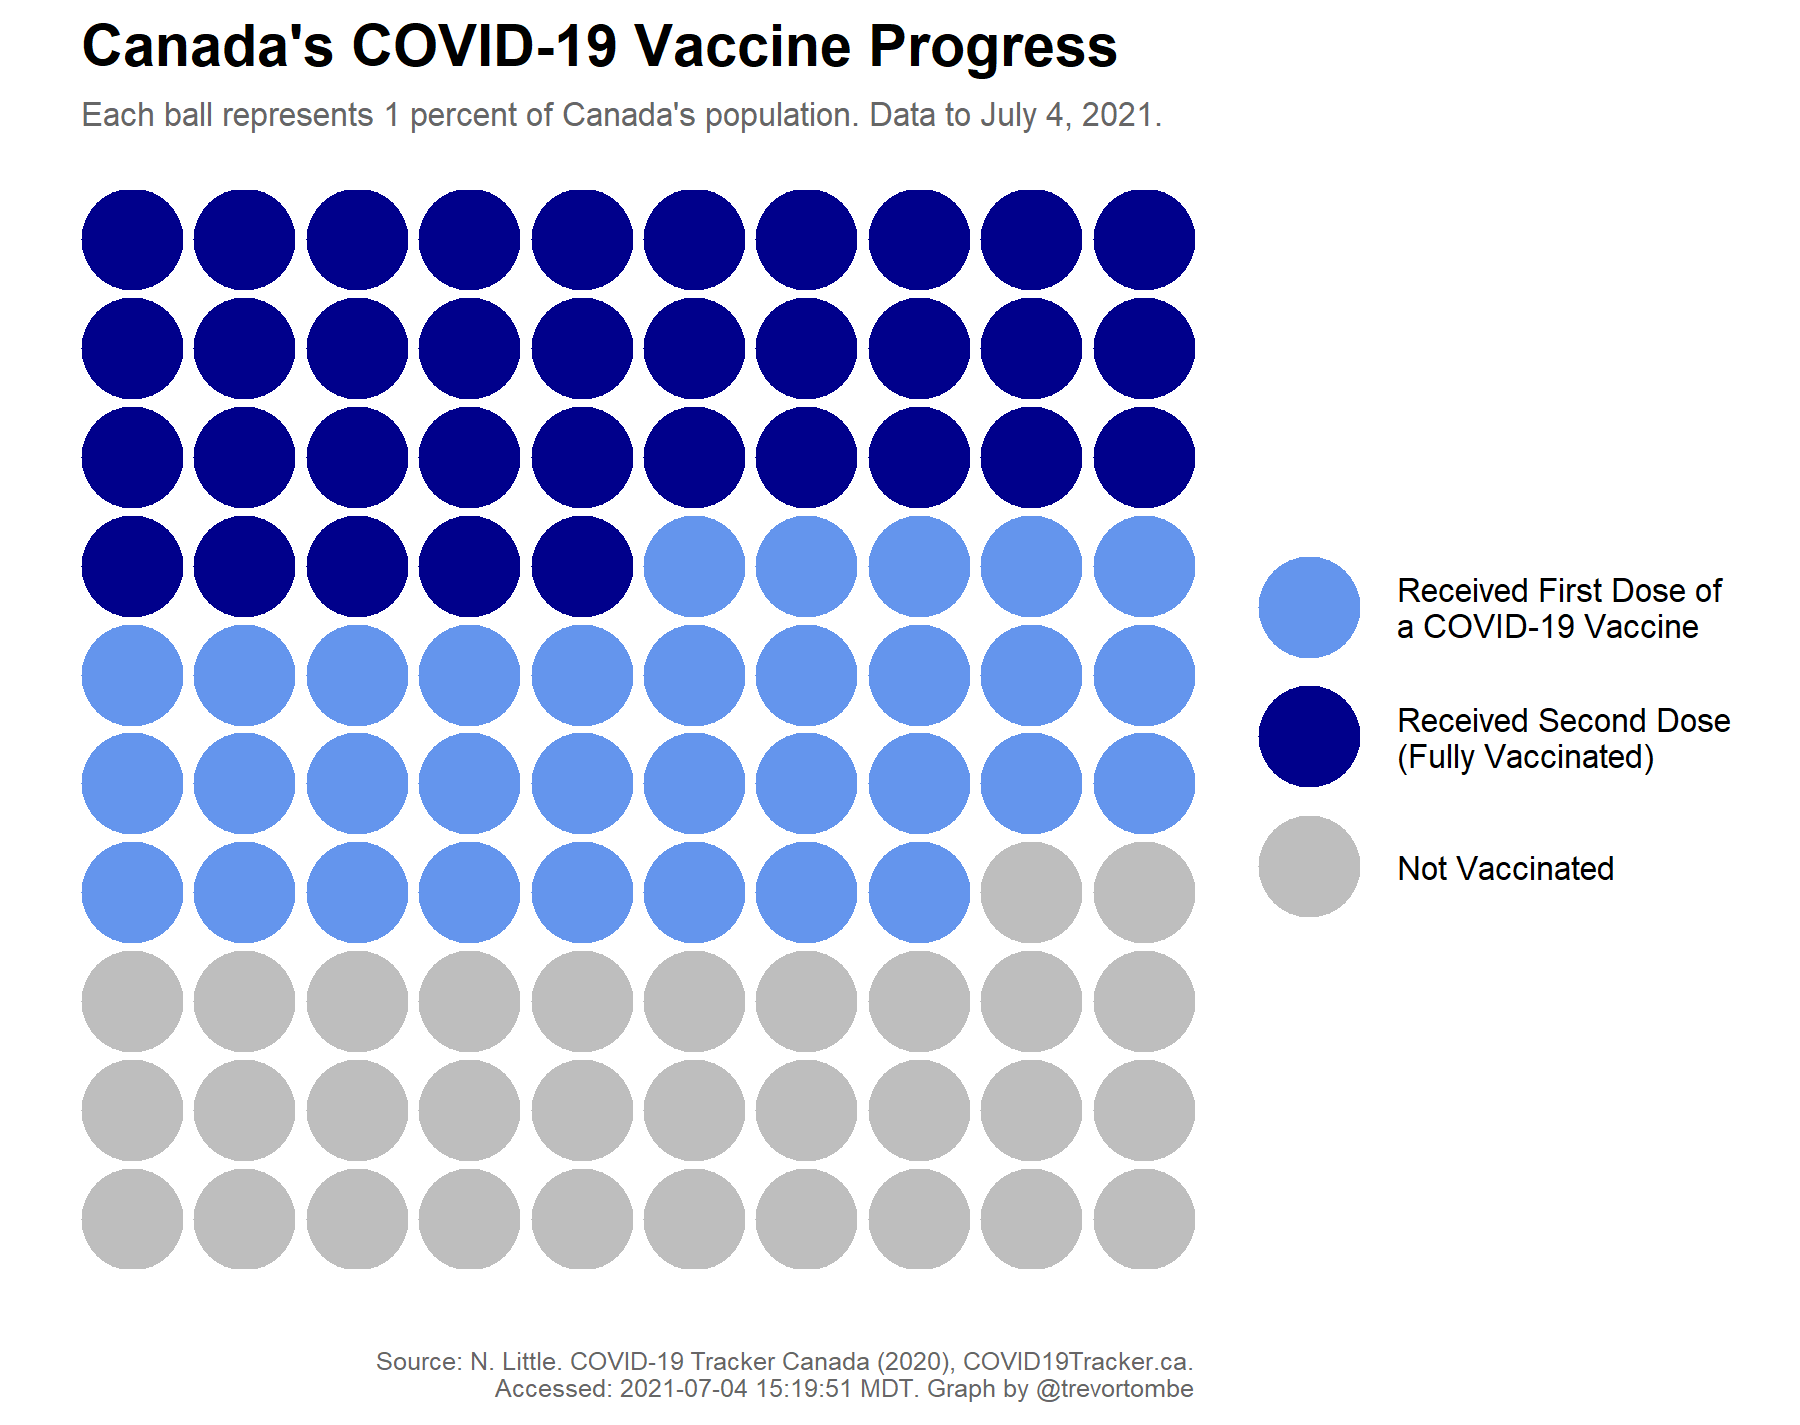 Canada's COVID-19 Vaccine Progress
Each ball represents 1 percent of Canada's population. Data to July 4, 2021.
Received First Dose of
a COVID-19 Vaccine
Received Second Dose
(Fully Vaccinated)
Not Vaccinated
Source: N. Little. COVID-19 Tracker Canada (2020), COVID19Tracker.ca.
Accessed: 2021-07-04 15:19:51 MDT. Graph by @trevortombe